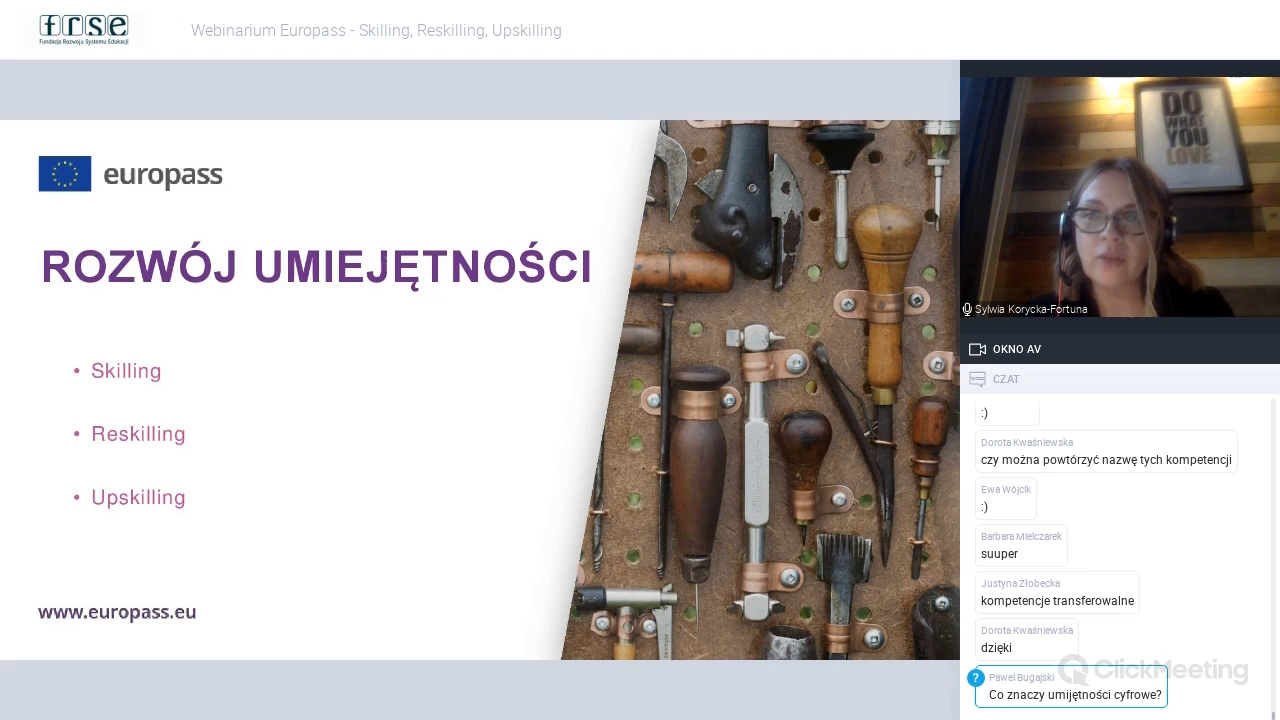 frse
Fundacja Rozwoju Systemu Edukacji
Webinarium Europass - Skilling, Reskilling, Upskilling
europass
ROZWÓJ UMIEJĘTNOŚCI
• Skilling
• Reskilling
• Upskilling
www.europass.eu
DO
WHAT
YOU
LOVE
Sylwia Korycka-Fortuna
OKNO AV
CZAT
:)
Dorota Kwaśniewska
czy można powtórzyć nazwę tych kompetencji
Ewa Wójcik
:)
Barbara Mielczarek
suuper
Justyna Złobecka
kompetencje transferowalne
Dorota Kwaśniewska
dzięki
ClickMeeting
?
Pawel Bugajski
Co znaczy umijętności cyfrowe?